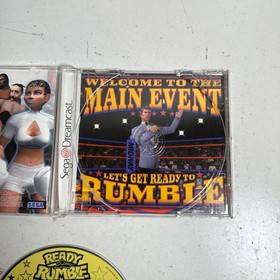 WELCOME TO THE
MAIN EVENT
LET'S GET READY TO
RUMBLE
Sega Dreamcast
SEGA
READY
RUMBLE